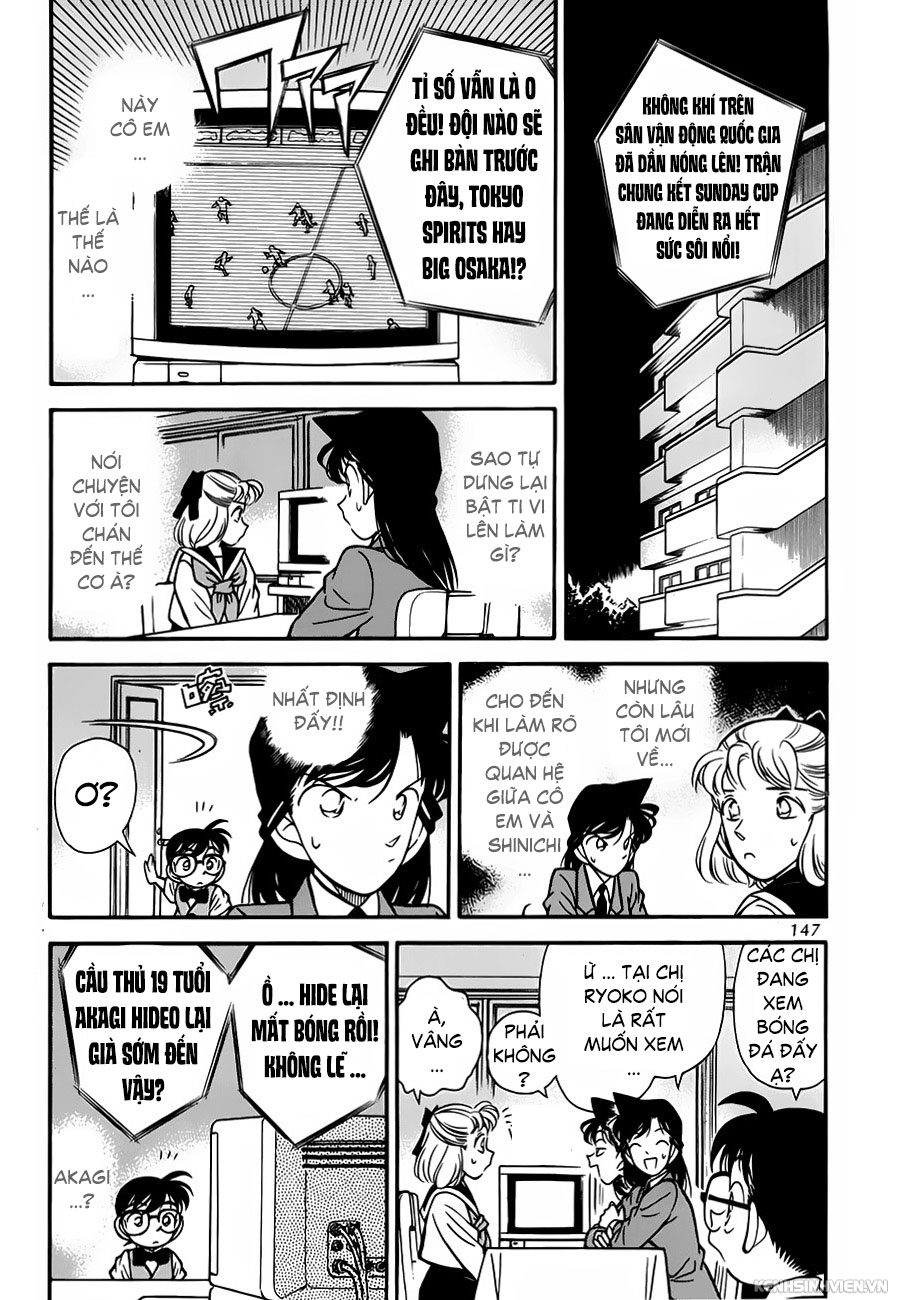 KHÔNG KHÍ TRÊN
SÂN VẬN ĐỘNG QUỐC GIA
ĐÃ DẦN NÓNG LÊN! TRẬN
CHUNG KẾT SUNDAY CUP
ĐANG DIỄN RA HẾT
SỨC SÔI NỔI!
TỈ SỐ VẪN LÀ 0
ĐỀU! ĐỘI NÀO SẼ
GHI BÀN TRƯỚC
ĐÂY, TOKYO
SPIRITS HAY
BIG OSAKA!?
ワアアア
NÀY
CÔ EM
...
THẾ LÀ
THẾ
NÀO
...
SAO TỰ
DƯNG LẠI
BẬT TI VI
LÊN LÀM
GÌ?
NÓI
CHUYỆN
VỚI TÔI
CHÁN
ĐẾN THẾ
CƠ À?
NHƯNG
CÒN LÂU
TÔI MỚI
VỀ...
CHO ĐẾN
KHI LÀM RÕ
ĐƯỢC
QUAN HỆ
GIỮA CÔ
EM VÀ
SHINICHI
...
NHẤT ĐỊNH
ĐẤY!!
Ơ?
147
CÁC CHỊ
ĐANG
XEM
BÓNG
ĐÁ ĐẤY
Ạ?
Ừ ... TẠI CHỊ
RYOKO NÓI
LÀ RẤT
MUỐN XEM
...
PHẢI
KHÔNG
?
À,
VÂNG
...
Ồ ... HIDE LẠI
MẤT BÓNG RỒI!
KHÔNG LẼ ...
CẦU THỦ 19 TUỔI
AKAGI HIDEO LẠI
GIÀ SỚM ĐẾN
VẬY?
AKAGI
...?
KENHSINHVIEN.VN